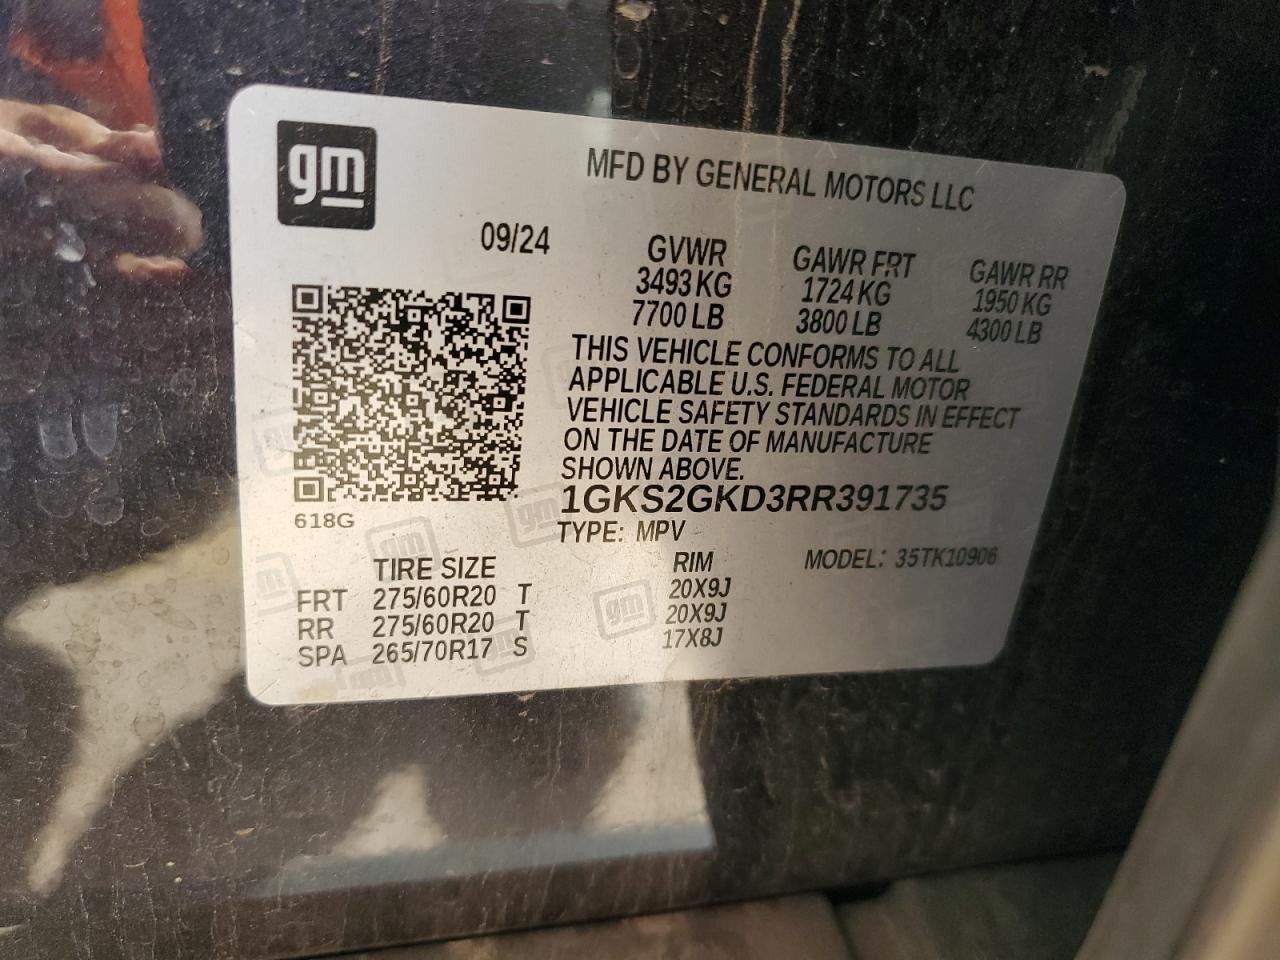 gm
MFD BY GENERAL MOTORS LLC
09/24
GVWR GAWR FRT GAWR RR
3493 KG 1724 KG 1950 KG
7700 LB 3800 LB 4300 LB
THIS VEHICLE CONFORMS TO ALL
APPLICABLE U.S. FEDERAL MOTOR
VEHICLE SAFETY STANDARDS IN EFFECT
ON THE DATE OF MANUFACTURE
SHOWN ABOVE.
1GKS2GKD3RR391735
618G
TYPE: MPV
MODEL: 35TK10906
TIRE SIZE RIM
FRT 275/60R20 T 20X9J
RR 275/60R20 T 20X9J
SPA 265/70R17 S 17X8J